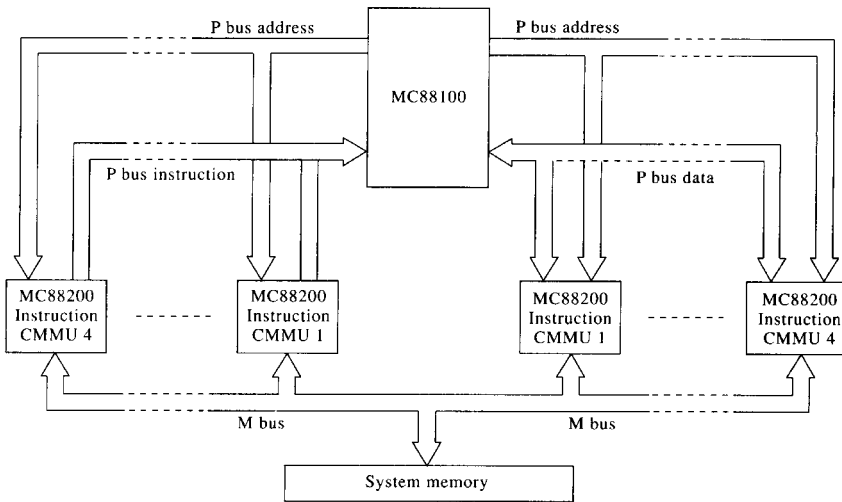 P bus address
P bus address
MC88100
P bus instruction
P bus data
MC88200
Instruction
CMMU 4
MC88200
Instruction
CMMU 1
MC88200
Instruction
CMMU 1
MC88200
Instruction
CMMU 4
M bus
M bus
System memory